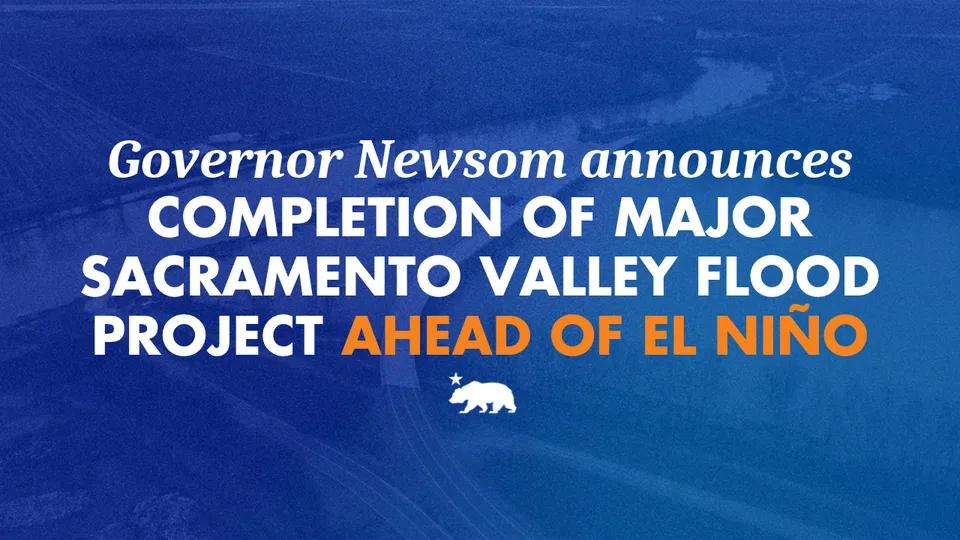 Governor Newsom announces
COMPLETION OF MAJOR
SACRAMENTO VALLEY FLOOD
PROJECT AHEAD OF EL NIÑO